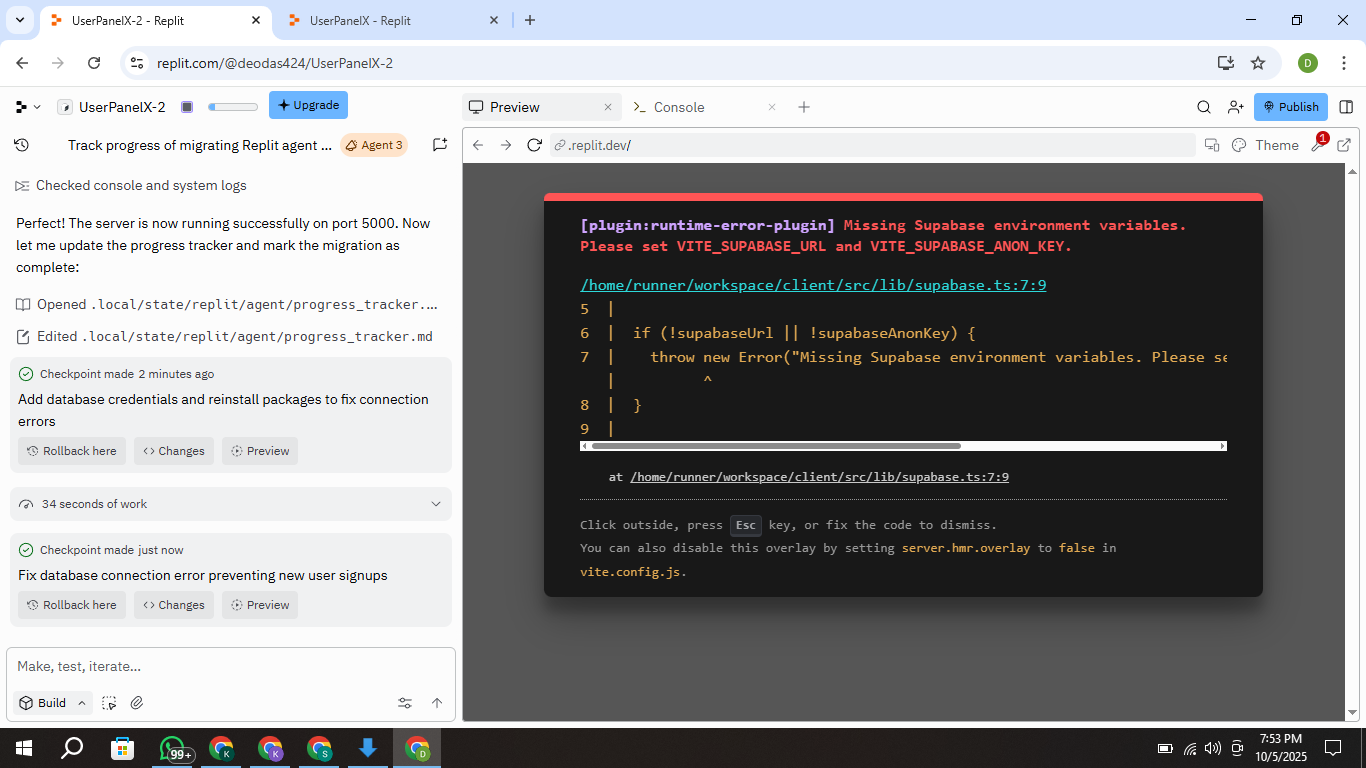 UserPanelX-2 - Replit
UserPanelX - Replit
replit.com/@deodas424/UserPanelX-2
D
UserPanelX-2
Upgrade
Preview
Console
Publish
Track progress of migrating Replit agent ...
Agent 3
.replit.dev/
Theme
1
Checked console and system logs
Perfect! The server is now running successfully on port 5000. Now
let me update the progress tracker and mark the migration as
complete:
Opened .local/state/replit/agent/progress_tracker.…
Edited .local/state/replit/agent/progress_tracker.md
Checkpoint made 2 minutes ago
Add database credentials and reinstall packages to fix connection
errors
Rollback here
Changes
Preview
34 seconds of work
Checkpoint made just now
Fix database connection error preventing new user signups
Rollback here
Changes
Preview
Make, test, iterate...
Build
[plugin:runtime-error-plugin] Missing Supabase environment variables.
Please set VITE_SUPABASE_URL and VITE_SUPABASE_ANON_KEY.
/home/runner/workspace/client/src/lib/supabase.ts:7:9
5 |
6 | if (!supabaseUrl || !supabaseAnonKey) {
7 | throw new Error("Missing Supabase environment variables. Please se
| ^
8 | }
9 |
at /home/runner/workspace/client/src/lib/supabase.ts:7:9
Click outside, press Esc key, or fix the code to dismiss.
You can also disable this overlay by setting server.hmr.overlay to false in
vite.config.js.
99+
K
K
S
D
7:53 PM
10/5/2025